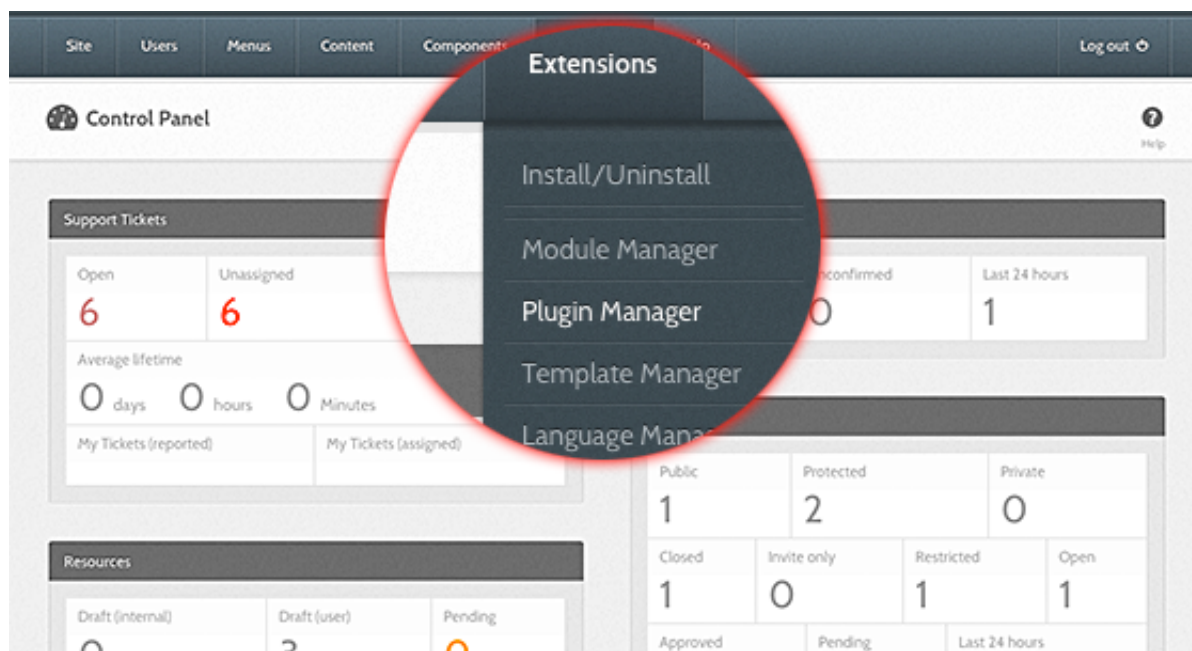 Site Users Menus Content Components Extensions Log out
Control Panel
Help
Install/Uninstall
Module Manager
Plugin Manager
Template Manager
Language
Support Tickets
Open Unassigned
6 6
Average lifetime
0 days 0 hours 0 Minutes
My Tickets (reported) My Tickets (assigned)
Last 24 hours
0 1
Resources
Draft (internal) Draft (user) Pending
Public Protected Private
1 2 0
Closed Invite only Restricted Open
1 0 1 1
Approved Pending Last 24 hours